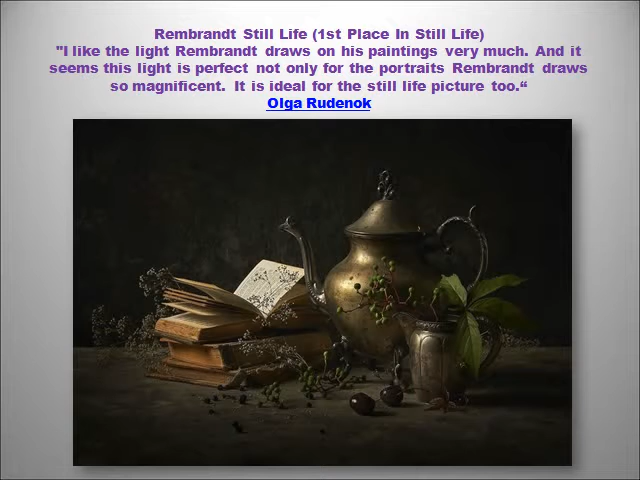 Rembrandt Still Life (1st Place In Still Life)
"I like the light Rembrandt draws on his paintings very much. And it
seems this light is perfect not only for the portraits Rembrandt draws
so magnificent. It is ideal for the still life picture too.“
Olga Rudenok